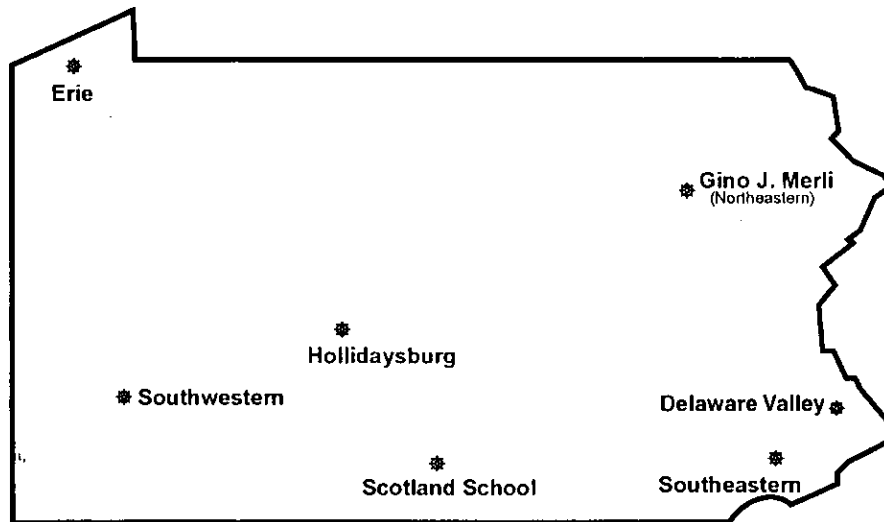 Erie
Gino J. Merli
(Northeastern)
Hollidaysburg
Southwestern
Delaware Valley
Scotland School
Southeastern